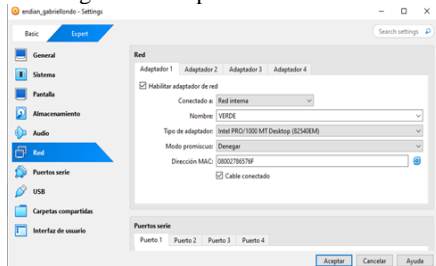 endian_gabriellondo - Settings
Basic Expert
Search settings
General
Sistema
Pantalla
Almacenamiento
Audio
Red
Puertos serie
USB
Carpetas compartidas
Interfaz de usuario
Red
Adaptador 1 Adaptador 2 Adaptador 3 Adaptador 4
Habilitar adaptador de red
Conectado a: Red interna
Nombre: VERDE
Tipo de adaptador: Intel PRO/1000 MT Desktop (82540EM)
Modo promiscuo: Denegar
Dirección MAC: 08002786576F
Cable conectado
Puertos serie
Puerto 1 Puerto 2 Puerto 3 Puerto 4
Aceptar Cancelar Ayuda